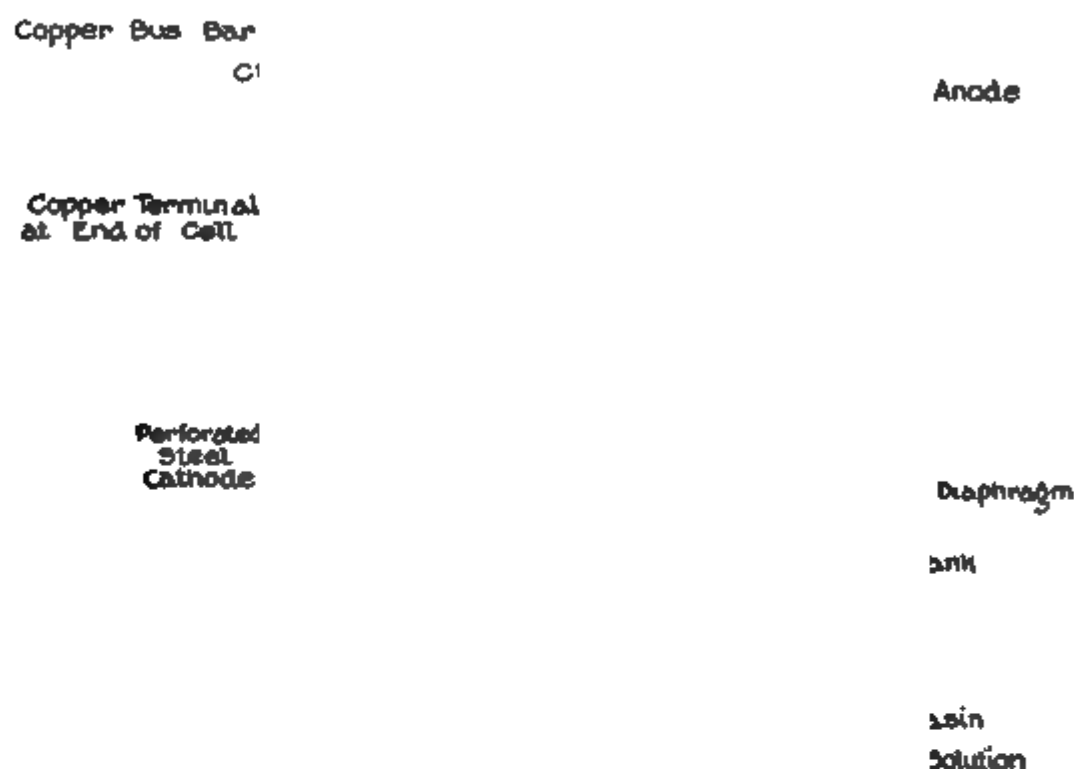 Copper Bus Bar
Anode
Copper Terminal
at End of Cell
Perforated
Steel
Cathode
Diaphragm
Solution